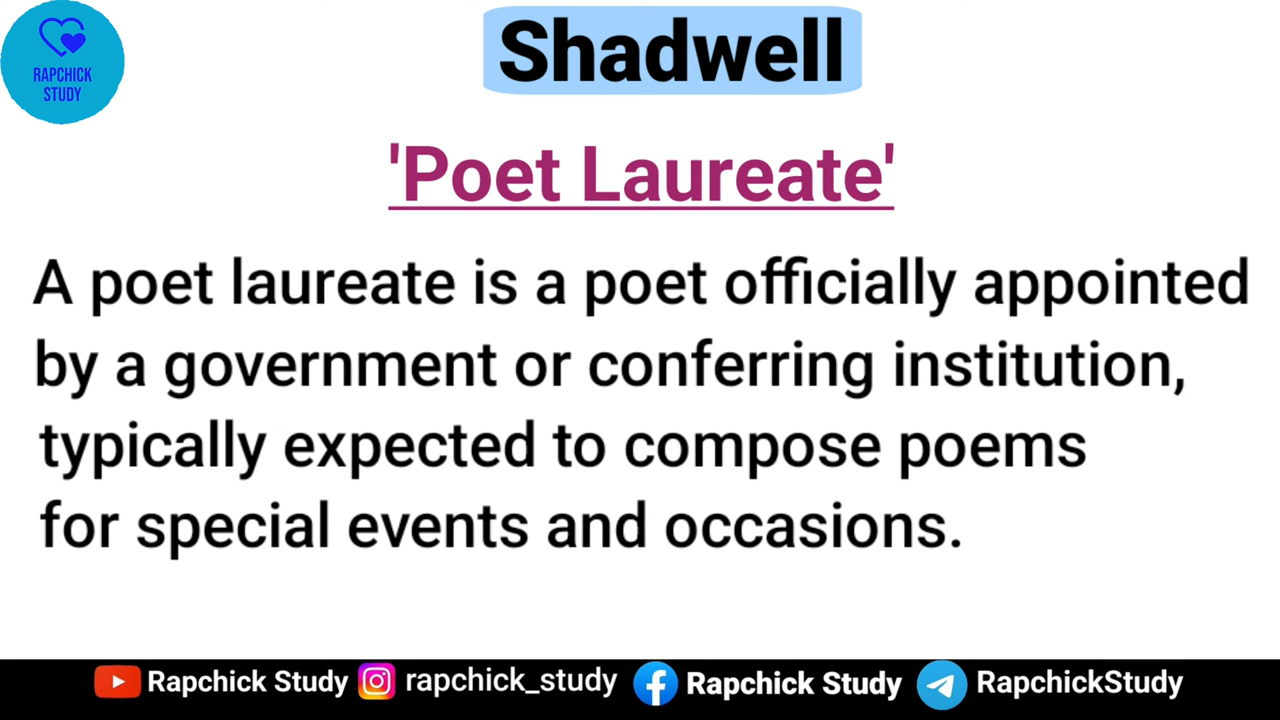 RAPCHICK
STUDY
Shadwell
'Poet Laureate'
A poet laureate is a poet officially appointed
by a government or conferring institution,
typically expected to compose poems
for special events and occasions.
Rapchick Study rapchick_study Rapchick Study RapchickStudy